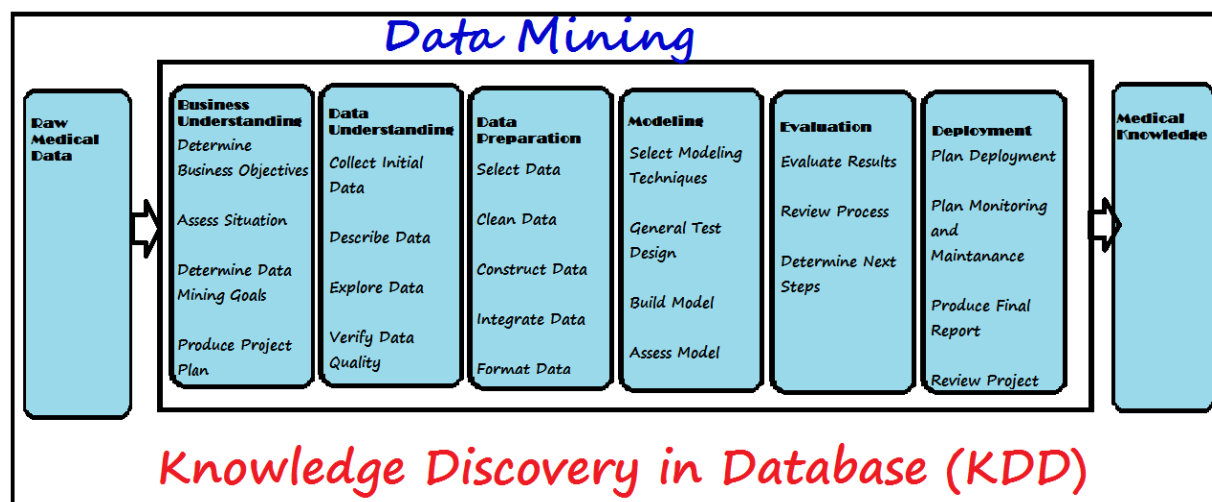 Data Mining
Raw
Medical
Data
Business
Understanding
Determine
Business Objectives
Assess Situation
Determine Data
Mining Goals
Produce Project
Plan
Data
Understanding
Collect Initial
Data
Describe Data
Explore Data
Verify Data
Quality
Data
Preparation
Select Data
Clean Data
Construct Data
Integrate Data
Format Data
Modeling
Select Modeling
Techniques
General Test
Design
Build Model
Assess Model
Evaluation
Evaluate Results
Review Process
Determine Next
Steps
Deployment
Plan Deployment
Plan Monitoring
and
Maintanance
Produce Final
Report
Review Project
Medical
Knowledge
Knowledge Discovery in Database (KDD)